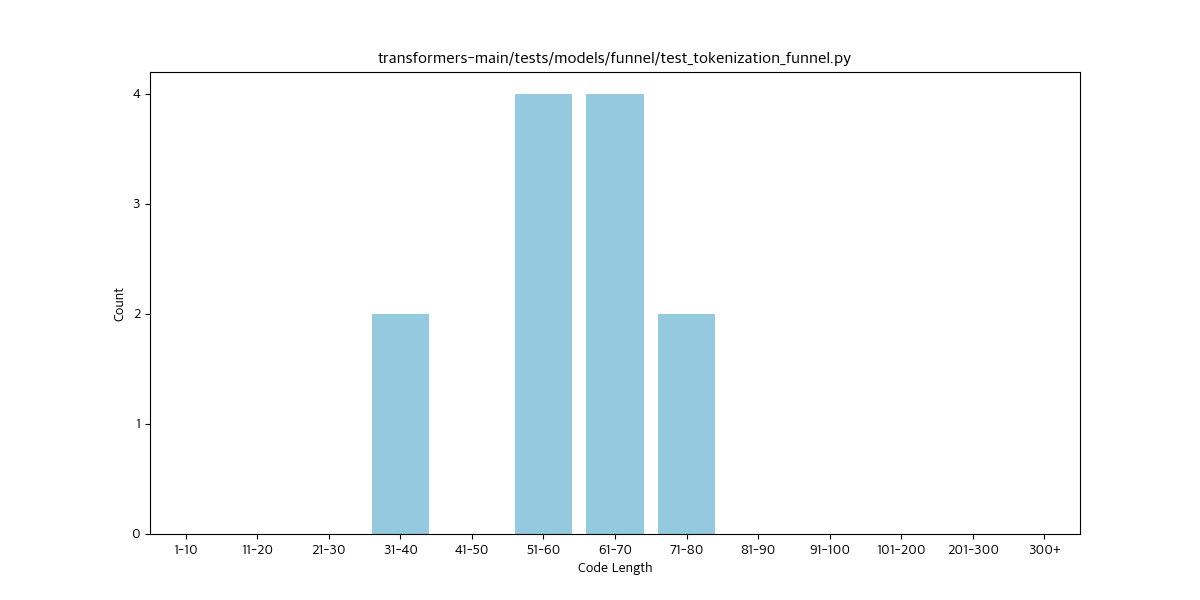 transformers-main/tests/models/funnel/test_tokenization_funnel.py
4
3
Count
2
1
0
1-10 11-20 21-30 31-40 41-50 51-60 61-70 71-80 81-90 91-100 101-200 201-300 300+
Code Length